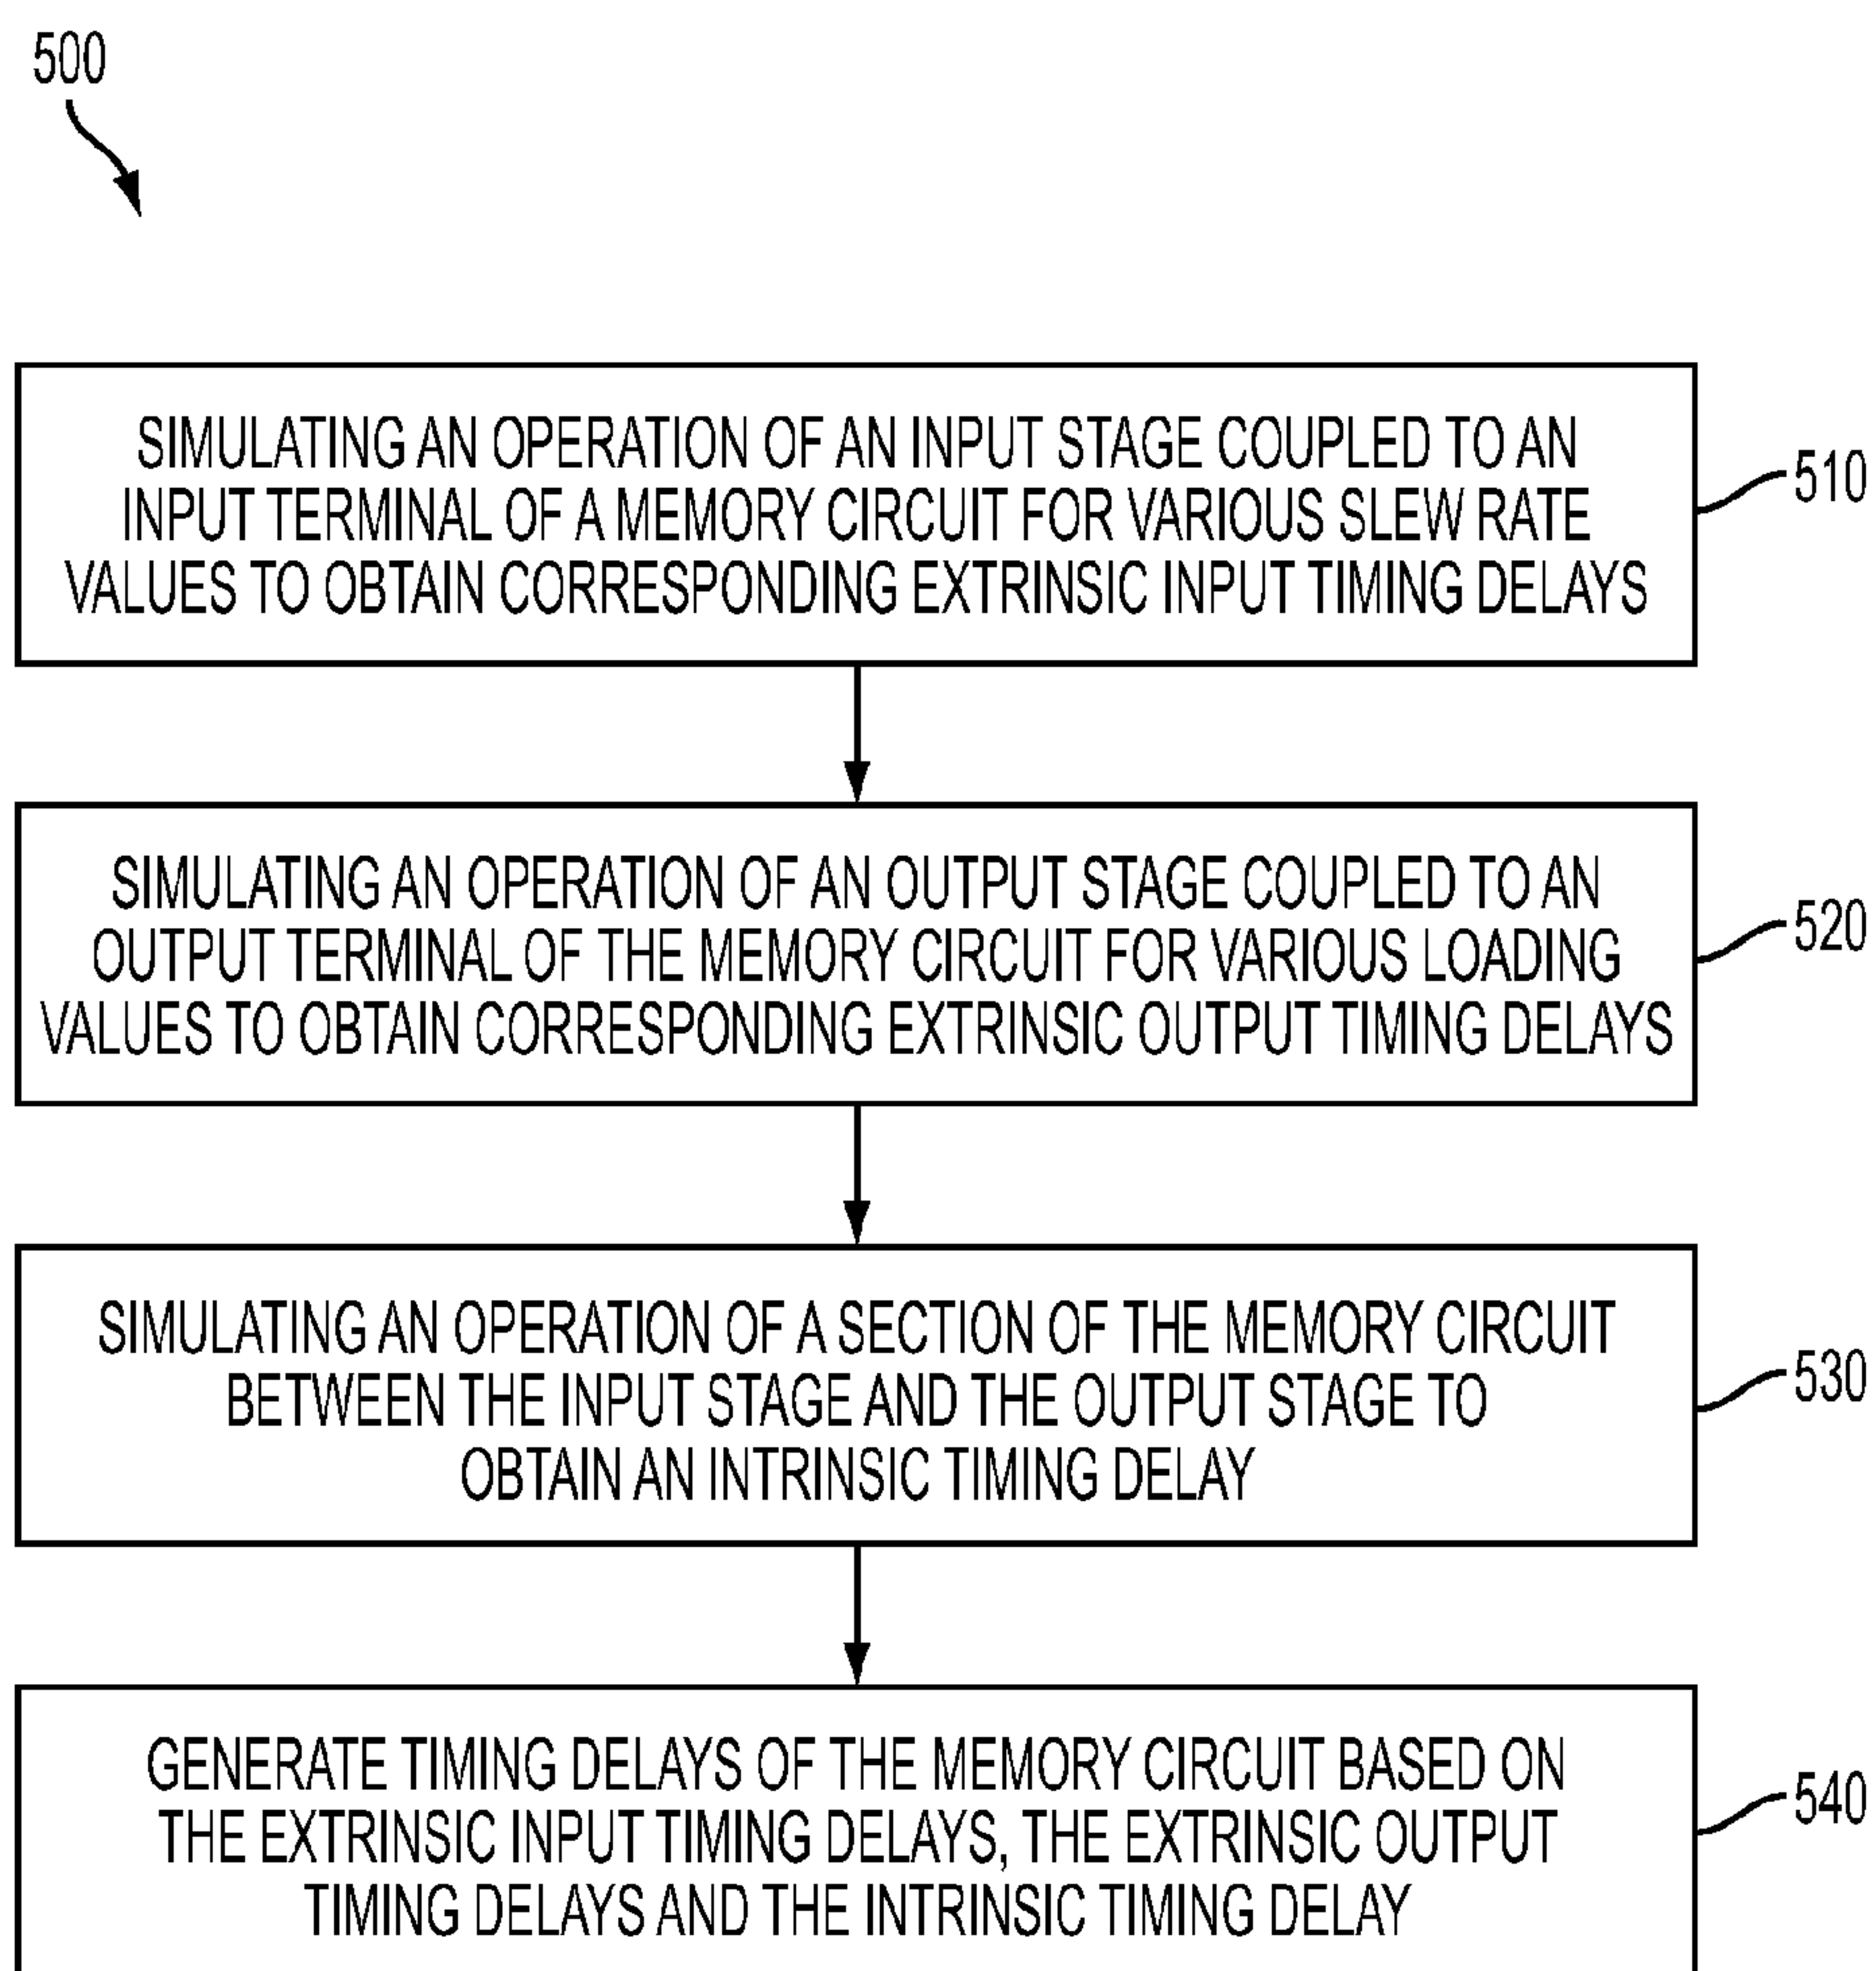 500
SIMULATING AN OPERATION OF AN INPUT STAGE COUPLED TO AN
INPUT TERMINAL OF A MEMORY CIRCUIT FOR VARIOUS SLEW RATE
VALUES TO OBTAIN CORRESPONDING EXTRINSIC INPUT TIMING DELAYS
510
SIMULATING AN OPERATION OF AN OUTPUT STAGE COUPLED TO AN
OUTPUT TERMINAL OF THE MEMORY CIRCUIT FOR VARIOUS LOADING
VALUES TO OBTAIN CORRESPONDING EXTRINSIC OUTPUT TIMING DELAYS
520
SIMULATING AN OPERATION OF A SECTION OF THE MEMORY CIRCUIT
BETWEEN THE INPUT STAGE AND THE OUTPUT STAGE TO
OBTAIN AN INTRINSIC TIMING DELAY
530
GENERATE TIMING DELAYS OF THE MEMORY CIRCUIT BASED ON
THE EXTRINSIC INPUT TIMING DELAYS, THE EXTRINSIC OUTPUT
TIMING DELAYS AND THE INTRINSIC TIMING DELAY
540